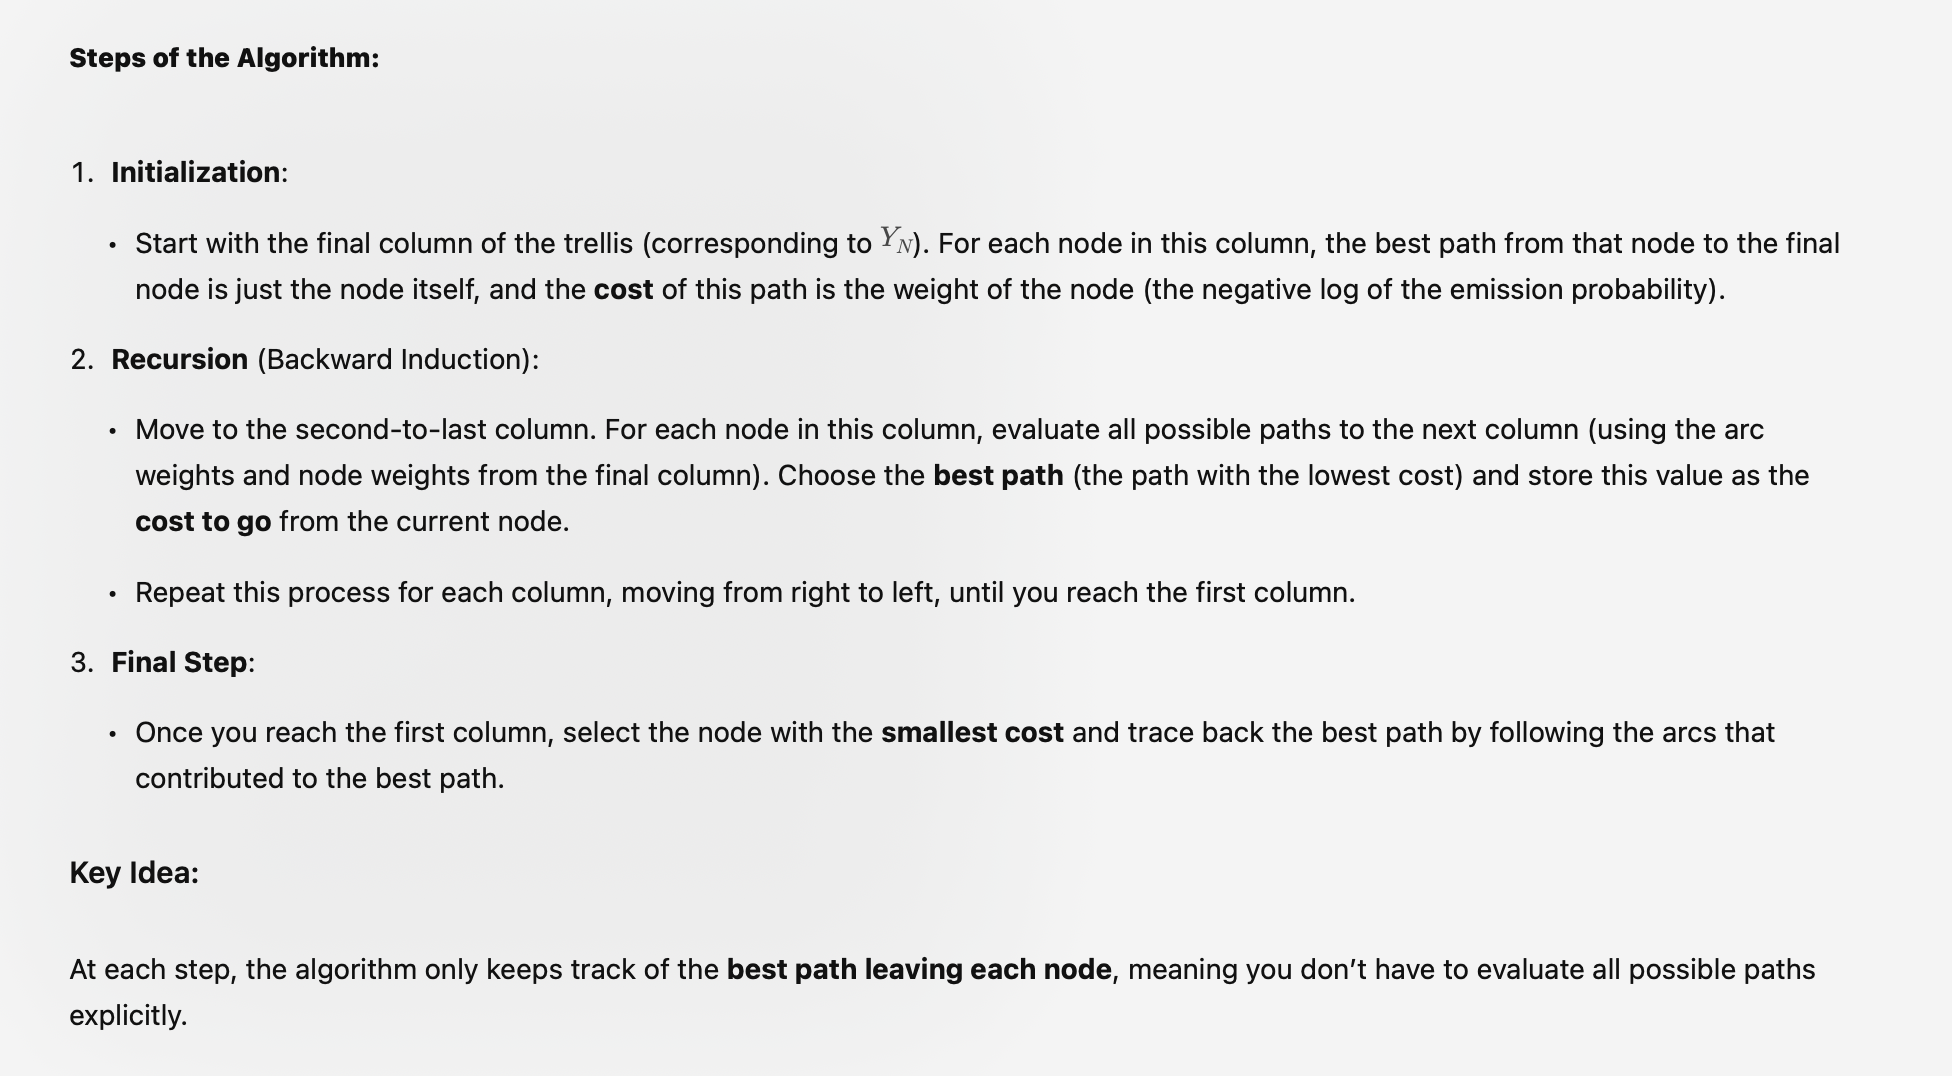 Steps of the Algorithm:
1. Initialization:
• Start with the final column of the trellis (corresponding to Y_N). For each node in this column, the best path from that node to the final
node is just the node itself, and the cost of this path is the weight of the node (the negative log of the emission probability).
2. Recursion (Backward Induction):
• Move to the second-to-last column. For each node in this column, evaluate all possible paths to the next column (using the arc
weights and node weights from the final column). Choose the best path (the path with the lowest cost) and store this value as the
cost to go from the current node.
• Repeat this process for each column, moving from right to left, until you reach the first column.
3. Final Step:
• Once you reach the first column, select the node with the smallest cost and trace back the best path by following the arcs that
contributed to the best path.
Key Idea:
At each step, the algorithm only keeps track of the best path leaving each node, meaning you don’t have to evaluate all possible paths
explicitly.